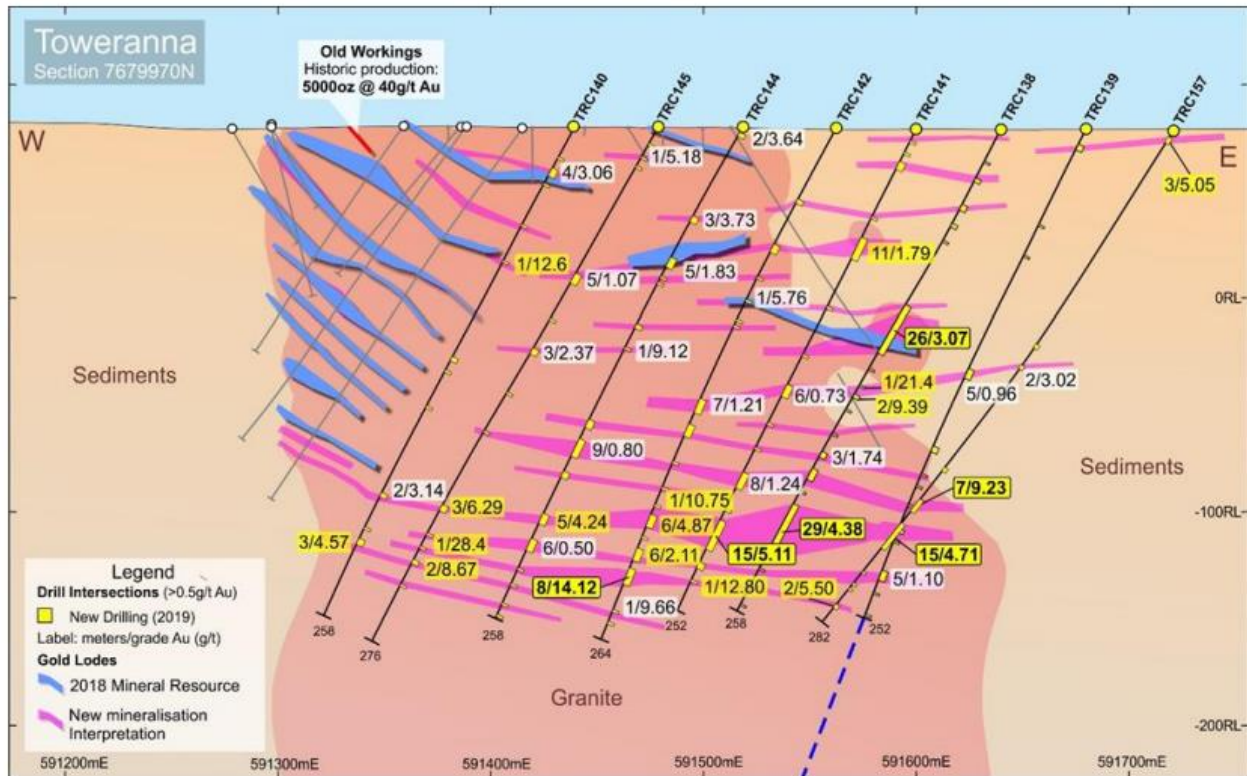 Toweranna
Section 7679970N
Old Workings
Historic production:
5000oz @ 40g/t Au
TRC140
TRC145
TRC144
TRC142
TRC141
TRC138
TRC139
TRC157
W
E
2/3.64
1/5.18
4/3.06
3/5.05
3/3.73
11/1.79
1/12.6
5/1.07
5/1.83
1/5.76
0RL
26/3.07
3/2.37
1/9.12
Sediments
1/21.4
2/3.02
6/0.73
5/0.96
2/9.39
7/1.21
9/0.80
3/1.74
Sediments
8/1.24
7/9.23
2/3.14
3/6.29
1/10.75
-100RL
5/4.24
6/4.87
29/4.38
3/4.57
1/28.4
6/0.50
6/2.11
15/5.11
15/4.71
2/8.67
8/14.12
1/12.80
2/5.50
5/1.10
1/9.66
258
276
258
264
252
258
282
252
Legend
Drill Intersections (>0.5g/t Au)
New Drilling (2019)
Label: meters/grade Au (g/t)
Gold Lodes
2018 Mineral Resource
New mineralisation
Interpretation
Granite
-200RL
591200mE
591300mE
591400mE
591500mE
591600mE
591700mE